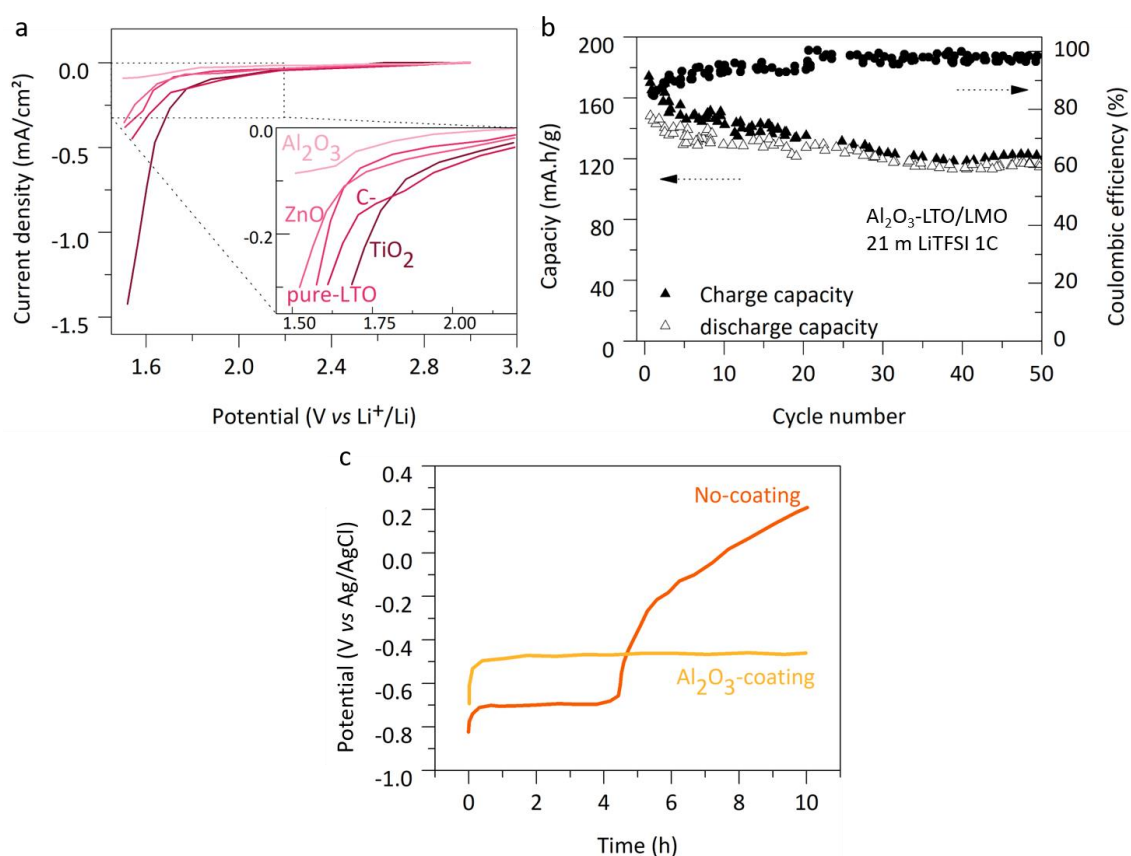 a
Current density (mA/cm²)
0.0
-0.5
-1.0
-1.5
1.6
2.0
2.4
2.8
3.2
Potential (V vs Li⁺/Li)
0.0
-0.2
1.50
1.75
2.00
Al₂O₃
ZnO
C-
TiO₂
pure-LTO
b
Capaciy (mA.h/g)
200
160
120
80
40
0
100
80
60
40
20
0
Coulombic efficiency (%)
Al₂O₃-LTO/LMO
21 m LiTFSI 1C
Charge capacity
discharge capacity
0
10
20
30
40
50
Cycle number
c
Potential (V vs Ag/AgCl)
0.4
0.2
0.0
-0.2
-0.4
-0.6
-0.8
-1.0
No-coating
Al₂O₃-coating
0
2
4
6
8
10
Time (h)